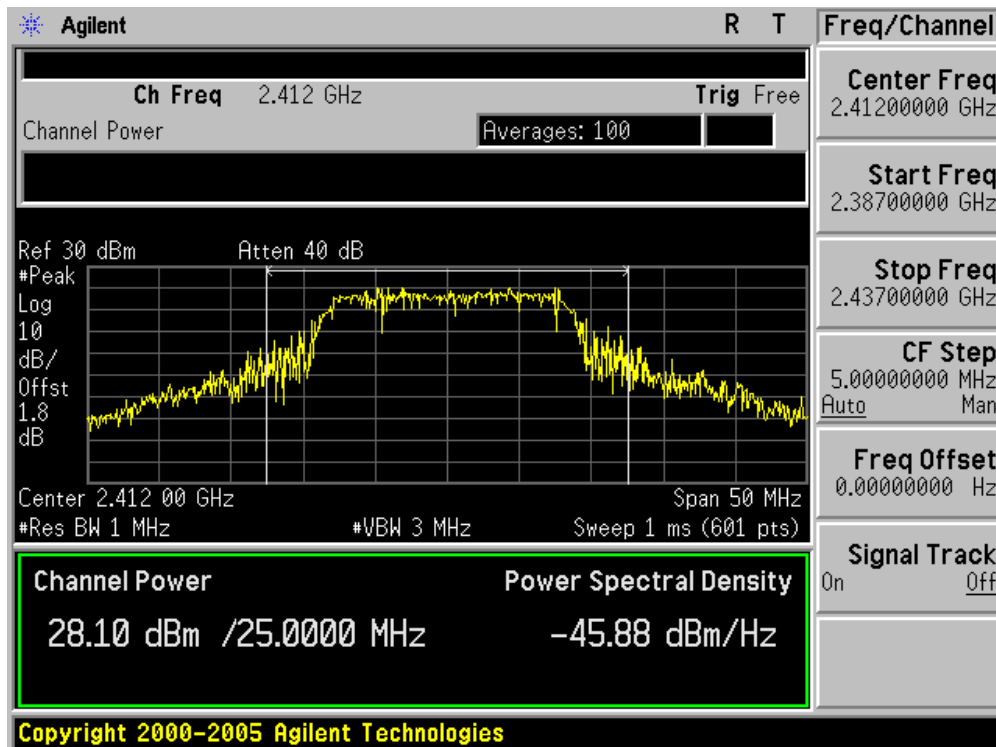 Agilent R T
Ch Freq 2.412 GHz Trig Free
Channel Power Averages: 100
Ref 30 dBm Atten 40 dB
#Peak
Log
10
dB/
Offst
1.8
dB
Center 2.412 00 GHz Span 50 MHz
#Res BW 1 MHz #VBW 3 MHz Sweep 1 ms (601 pts)
Channel Power Power Spectral Density
28.10 dBm /25.0000 MHz -45.88 dBm/Hz
Copyright 2000-2005 Agilent Technologies
Freq/Channel
Center Freq
2.41200000 GHz
Start Freq
2.38700000 GHz
Stop Freq
2.43700000 GHz
CF Step
5.00000000 MHz
Auto Man
Freq Offset
0.00000000 Hz
Signal Track
On Off